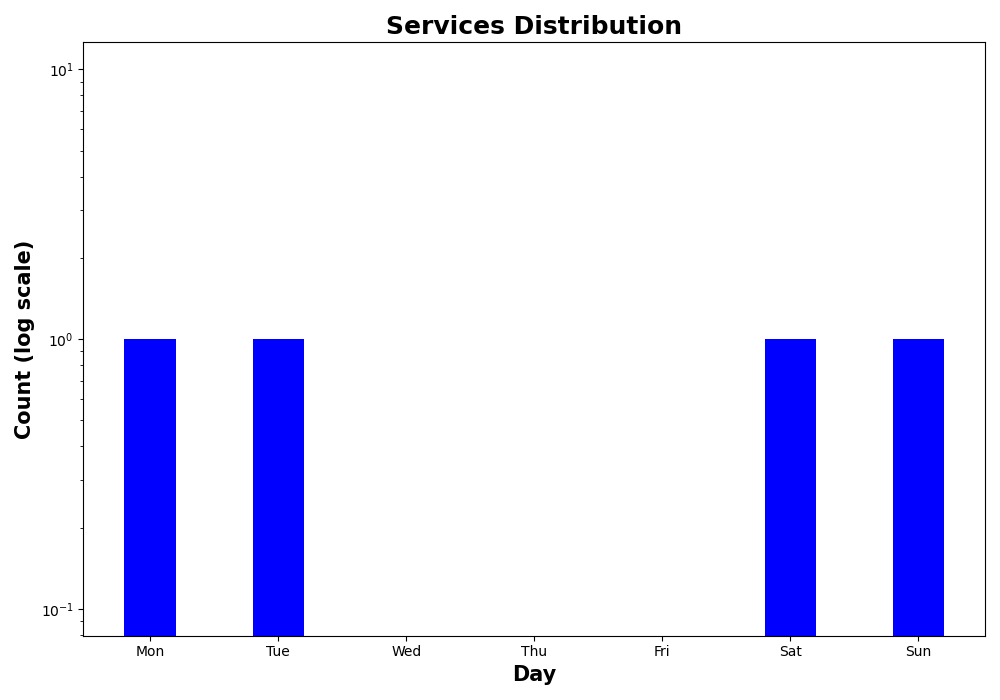 Services Distribution
Count (log scale)
10¹
10⁰
10⁻¹
Mon Tue Wed Thu Fri Sat Sun
Day